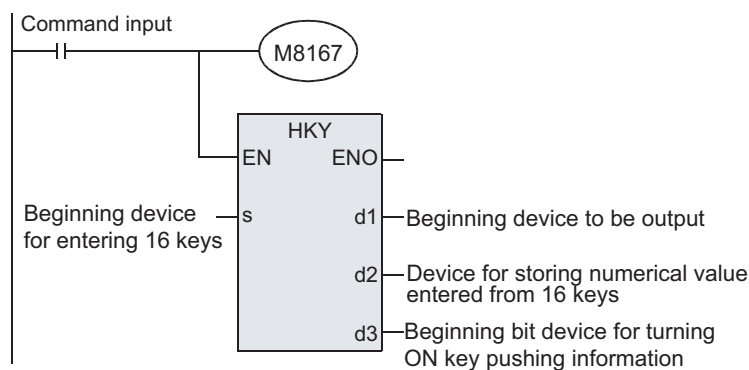 Command input
M8167
HKY
EN ENO
Beginning device
for entering 16 keys
s
d1
Beginning device to be output
d2
Device for storing numerical value
entered from 16 keys
d3
Beginning bit device for turning
ON key pushing information